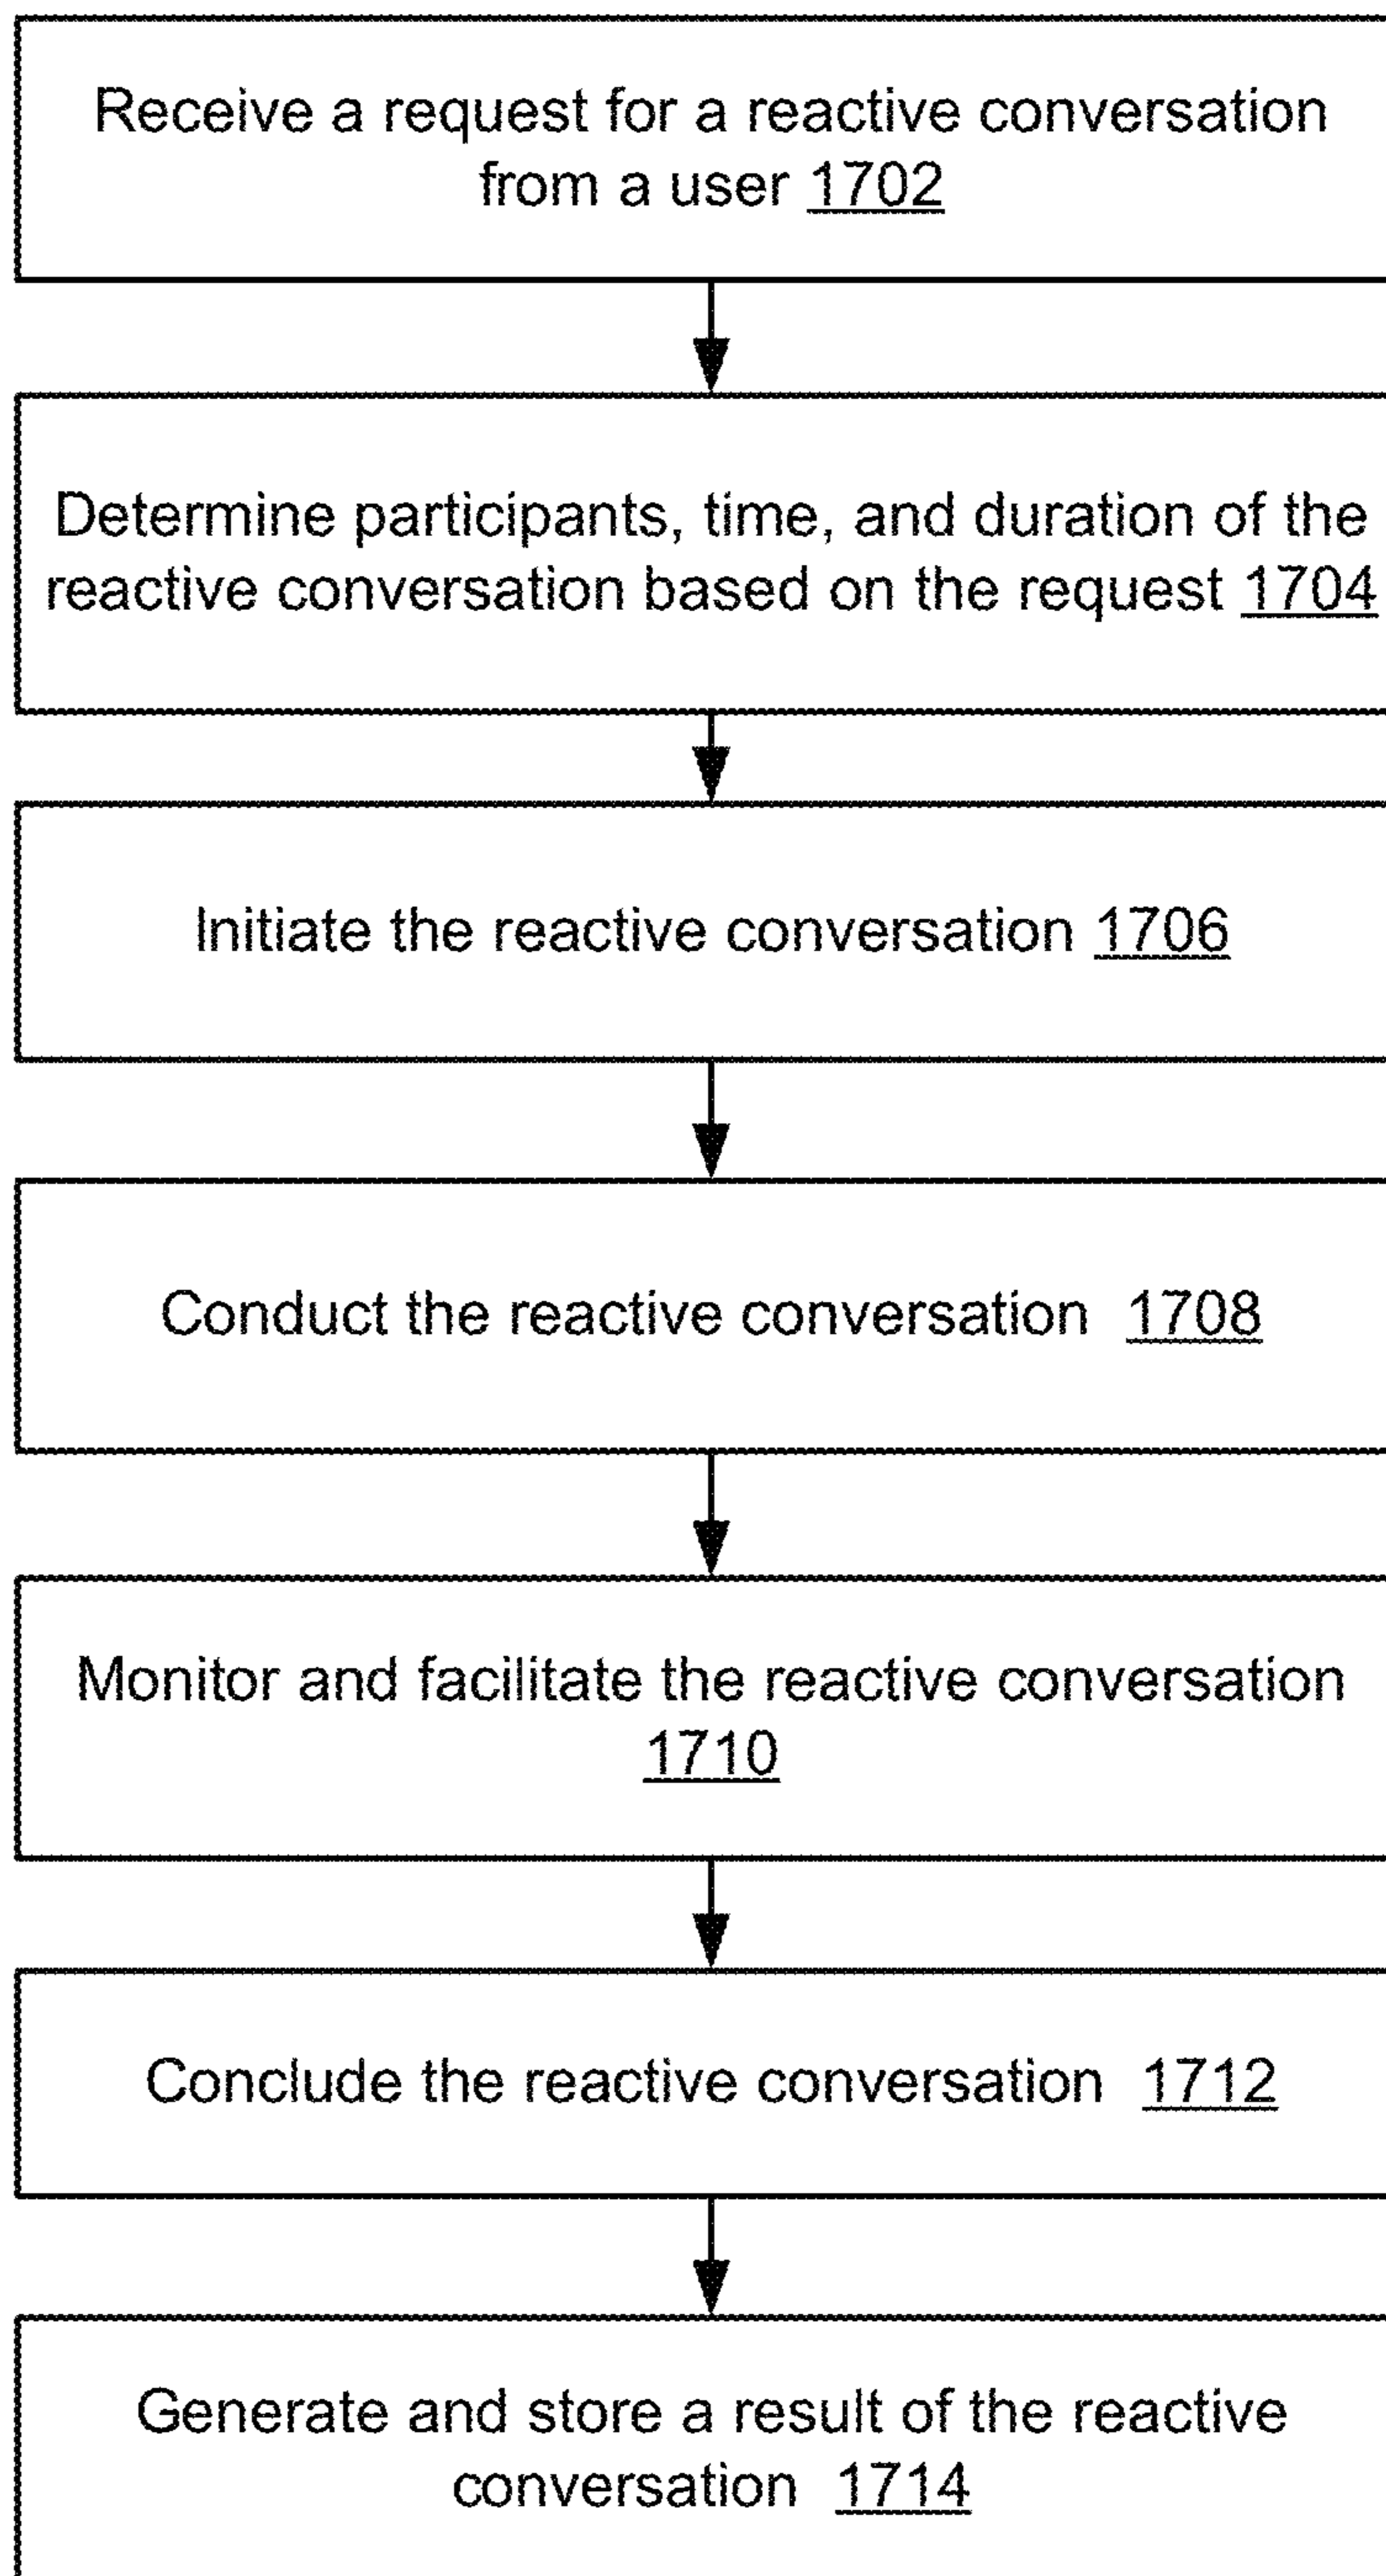 Receive a request for a reactive conversation
from a user 1702
Determine participants, time, and duration of the
reactive conversation based on the request 1704
Initiate the reactive conversation 1706
Conduct the reactive conversation 1708
Monitor and facilitate the reactive conversation
1710
Conclude the reactive conversation 1712
Generate and store a result of the reactive
conversation 1714